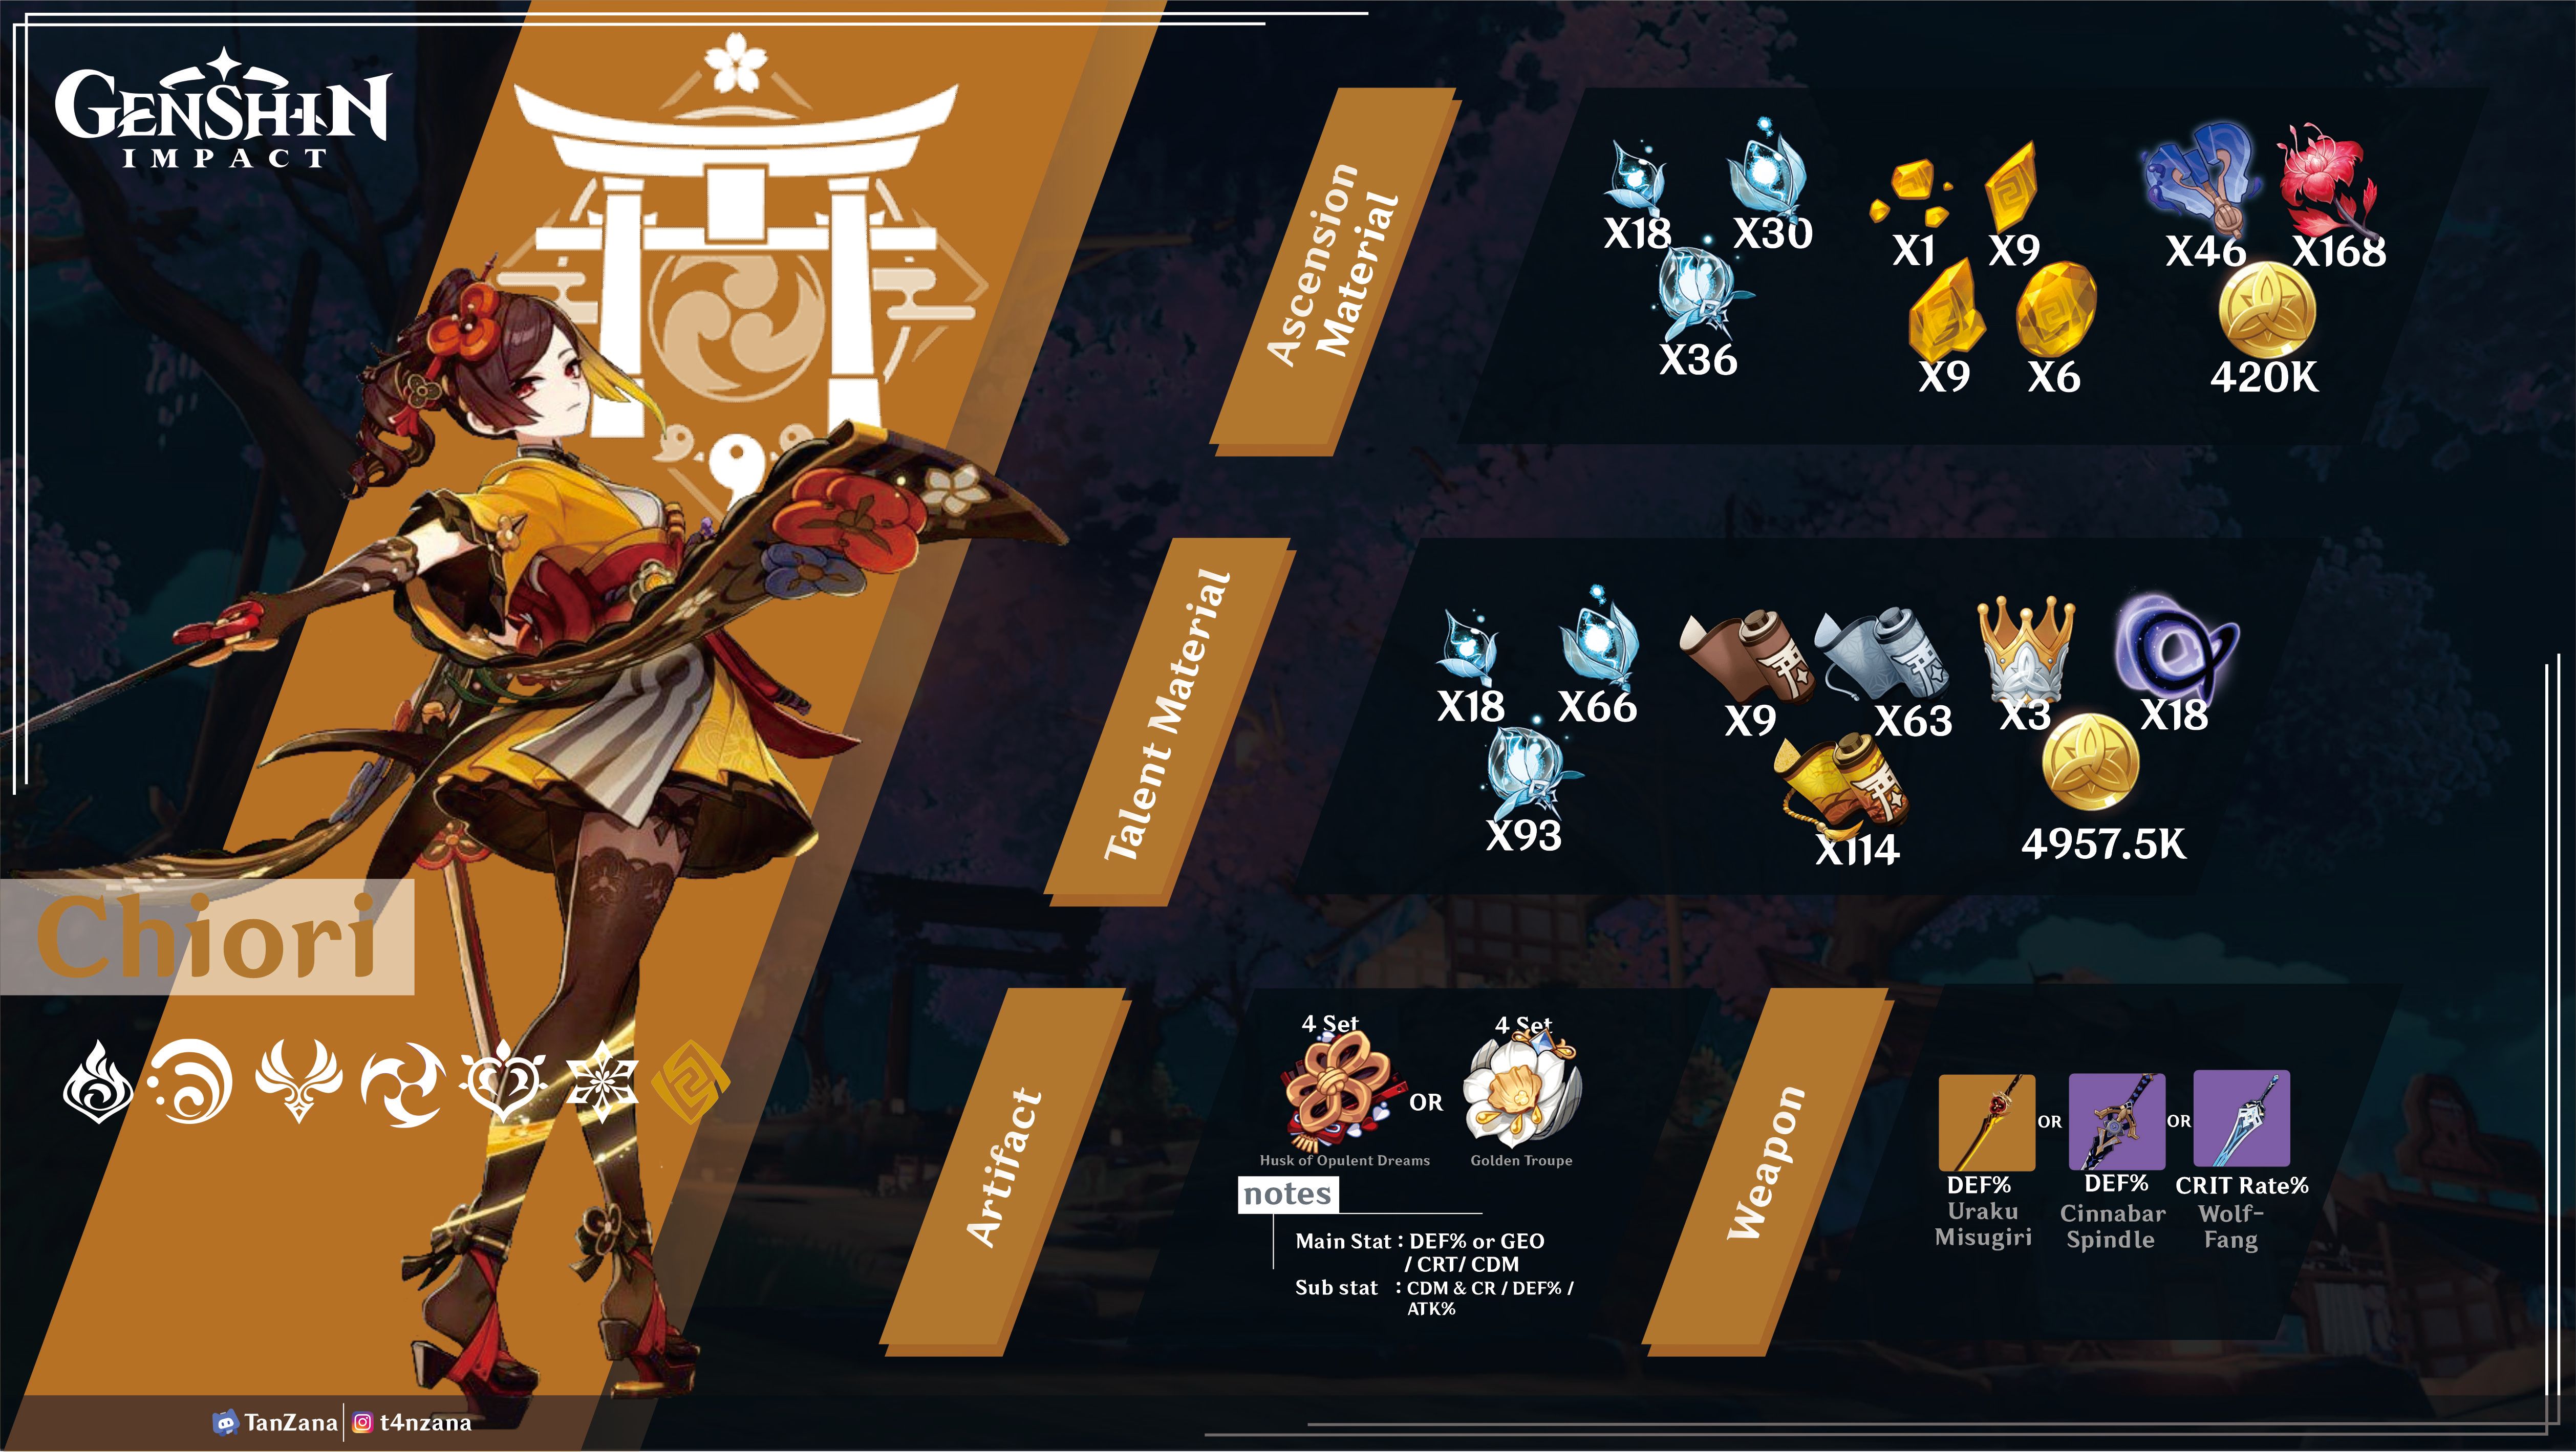 GENSHIN
IMPACT
Ascension
Material
X18
X30
X36
X1
X9
X9
X6
X46
X168
420K
Talent Material
X18
X66
X93
X9
X63
X114
X3
X18
4957.5K
Chiori
Artifact
4 Set
OR
4 Set
Husk of Opulent Dreams
Golden Troupe
notes
Main Stat : DEF% or GEO
/ CRT/ CDM
Sub stat : CDM & CR / DEF% /
ATK%
Weapon
OR
OR
DEF%
Uraku
Misugiri
DEF%
Cinnabar
Spindle
CRIT Rate%
Wolf-
Fang
TanZana
t4nzana